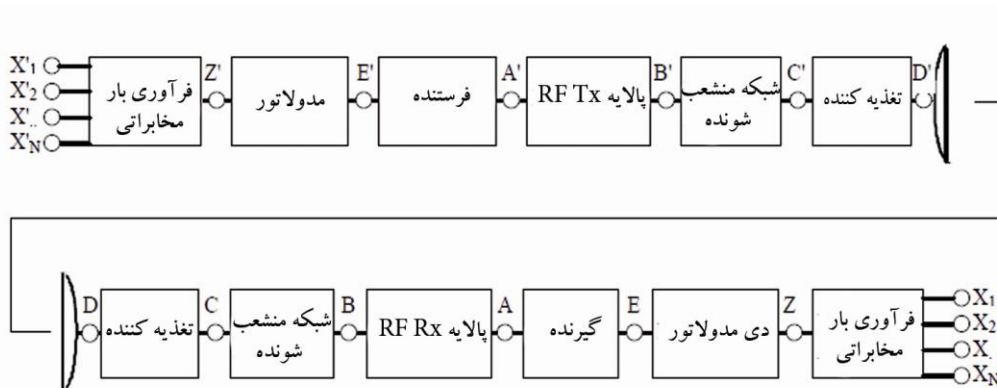 X'1
X'2
X'..
X'N
فرآوری بار
مخابراتی
Z'
مدولاتور
E'
فرستنده
A'
پالایه RF Tx
B'
شبکه منشعب
شونده
C'
تغذیه کننده
D'
D
تغذیه کننده
C
شبکه منشعب
شونده
B
پالایه RF Rx
A
گیرنده
E
دی مدولاتور
Z
فرآوری بار
مخابراتی
X1
X2
X.
XN